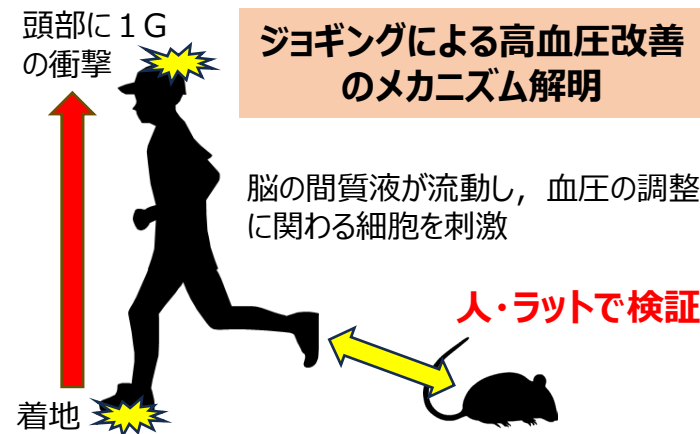 頭部に１G
の衝撃
ジョギングによる高血圧改善
のメカニズム解明
脳の間質液が流動し，血圧の調整
に関わる細胞を刺激
人・ラットで検証
着地